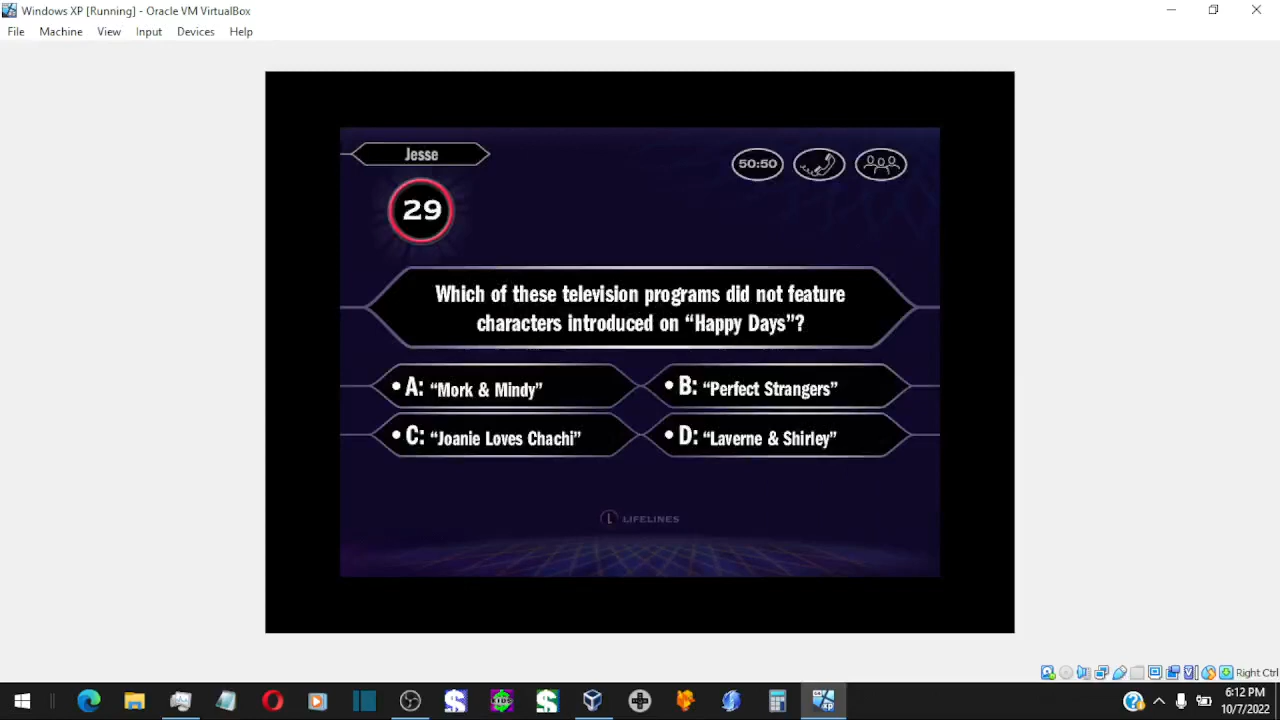 Windows XP [Running] - Oracle VM VirtualBox
File Machine View Input Devices Help
Jesse
50:50
29
Which of these television programs did not feature
characters introduced on “Happy Days”?
• A: “Mork & Mindy”
• B: “Perfect Strangers”
• C: “Joanie Loves Chachi”
• D: “Laverne & Shirley”
L LIFELINES
Right Ctrl
6:12 PM
10/7/2022